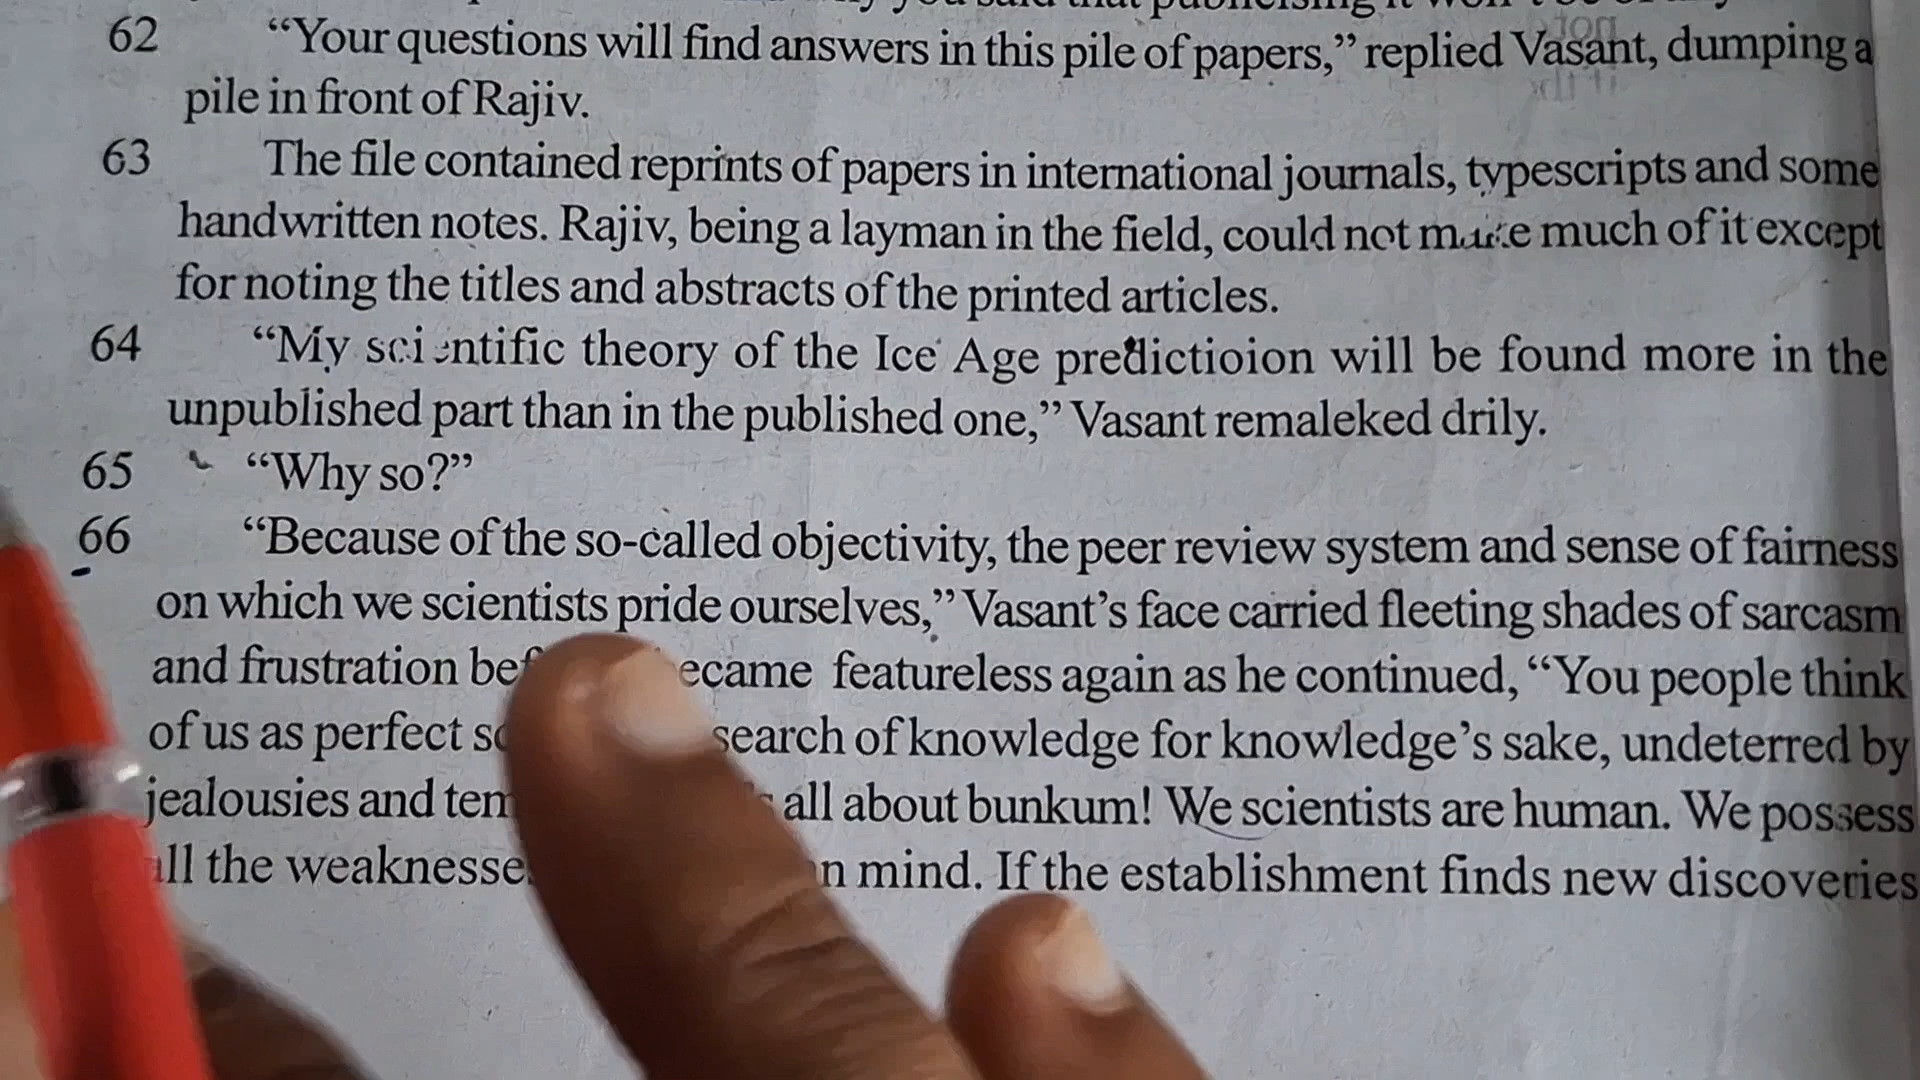 62 “Your questions will find answers in this pile of papers,” replied Vasant, dumping a
pile in front of Rajiv.
63 The file contained reprints of papers in international journals, typescripts and some
handwritten notes. Rajiv, being a layman in the field, could not make much of it except
for noting the titles and abstracts of the printed articles.
64 “My scientific theory of the Ice Age predictioion will be found more in the
unpublished part than in the published one,” Vasant remaleked drily.
65 “Why so?”
66 “Because of the so-called objectivity, the peer review system and sense of fairness
on which we scientists pride ourselves,” Vasant’s face carried fleeting shades of sarcasm
and frustration featureless again as he continued, “You people think
of us as perfect search of knowledge for knowledge’s sake, undeterred by
jealousies and all about bunkum! We scientists are human. We possess
all the mind. If the establishment finds new discoveries